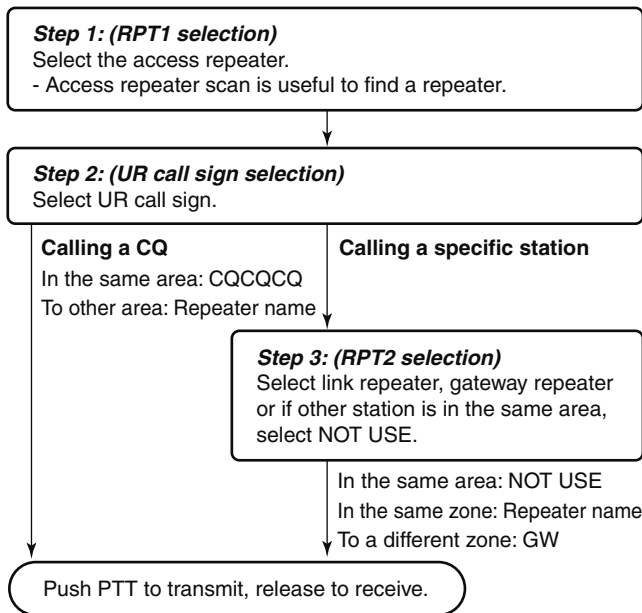 Step 1: (RPT1 selection)
Select the access repeater.
- Access repeater scan is useful to find a repeater.
Step 2: (UR call sign selection)
Select UR call sign.
Calling a CQ
In the same area: CQCQCQ
To other area: Repeater name
Calling a specific station
Step 3: (RPT2 selection)
Select link repeater, gateway repeater
or if other station is in the same area,
select NOT USE.
In the same area: NOT USE
In the same zone: Repeater name
To a different zone: GW
Push PTT to transmit, release to receive.